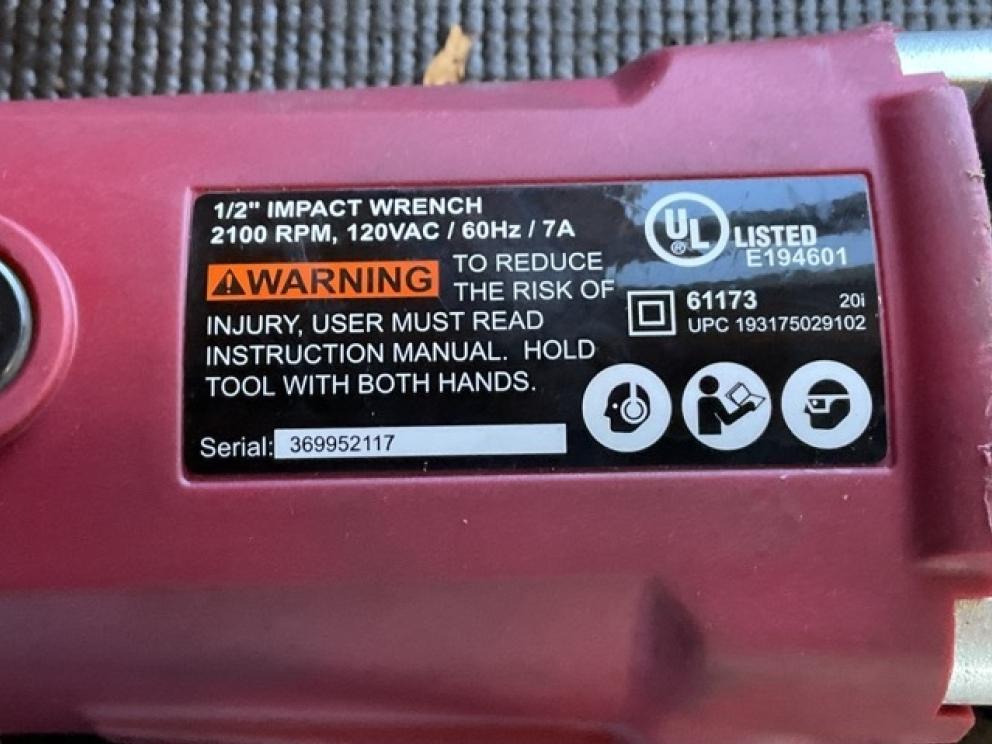 1/2" IMPACT WRENCH
2100 RPM, 120VAC / 60Hz / 7A
WARNING TO REDUCE
THE RISK OF
INJURY, USER MUST READ
INSTRUCTION MANUAL. HOLD
TOOL WITH BOTH HANDS.
Serial: 369952117
UL ® LISTED
E194601
61173 20i
UPC 193175029102